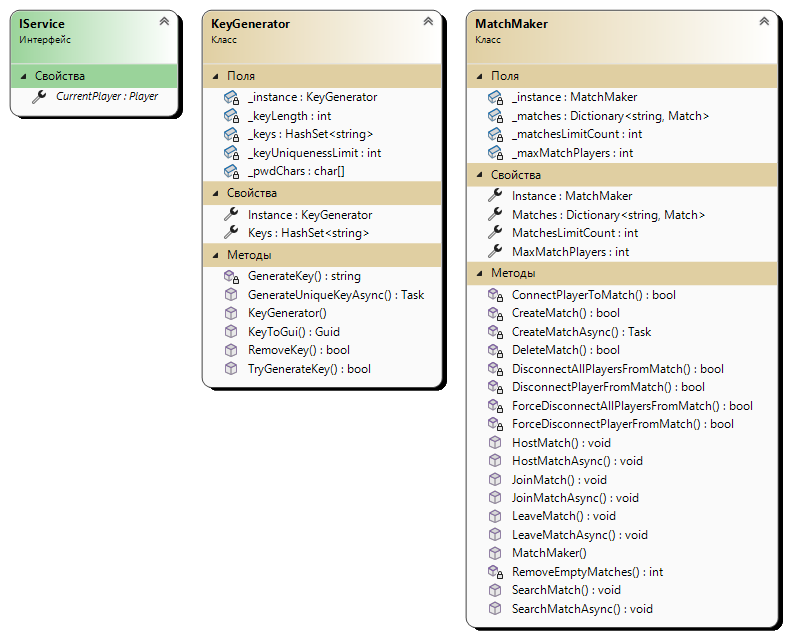 IService
Интерфейс
Свойства
CurrentPlayer : Player
KeyGenerator
Класс
Поля
_instance : KeyGenerator
_keyLength : int
_keys : HashSet<string>
_keyUniquenessLimit : int
_pwdChars : char[]
Свойства
Instance : KeyGenerator
Keys : HashSet<string>
Методы
GenerateKey() : string
GenerateUniqueKeyAsync() : Task
KeyGenerator()
KeyToGui() : Guid
RemoveKey() : bool
TryGenerateKey() : bool
MatchMaker
Класс
Поля
_instance : MatchMaker
_matches : Dictionary<string, Match>
_matchesLimitCount : int
_maxMatchPlayers : int
Свойства
Instance : MatchMaker
Matches : Dictionary<string, Match>
MatchesLimitCount : int
MaxMatchPlayers : int
Методы
ConnectPlayerToMatch() : bool
CreateMatch() : bool
CreateMatchAsync() : Task
DeleteMatch() : bool
DisconnectAllPlayersFromMatch() : bool
DisconnectPlayerFromMatch() : bool
ForceDisconnectAllPlayersFromMatch() : bool
ForceDisconnectPlayerFromMatch() : bool
HostMatch() : void
HostMatchAsync() : void
JoinMatch() : void
JoinMatchAsync() : void
LeaveMatch() : void
LeaveMatchAsync() : void
MatchMaker()
RemoveEmptyMatches() : int
SearchMatch() : void
SearchMatchAsync() : void